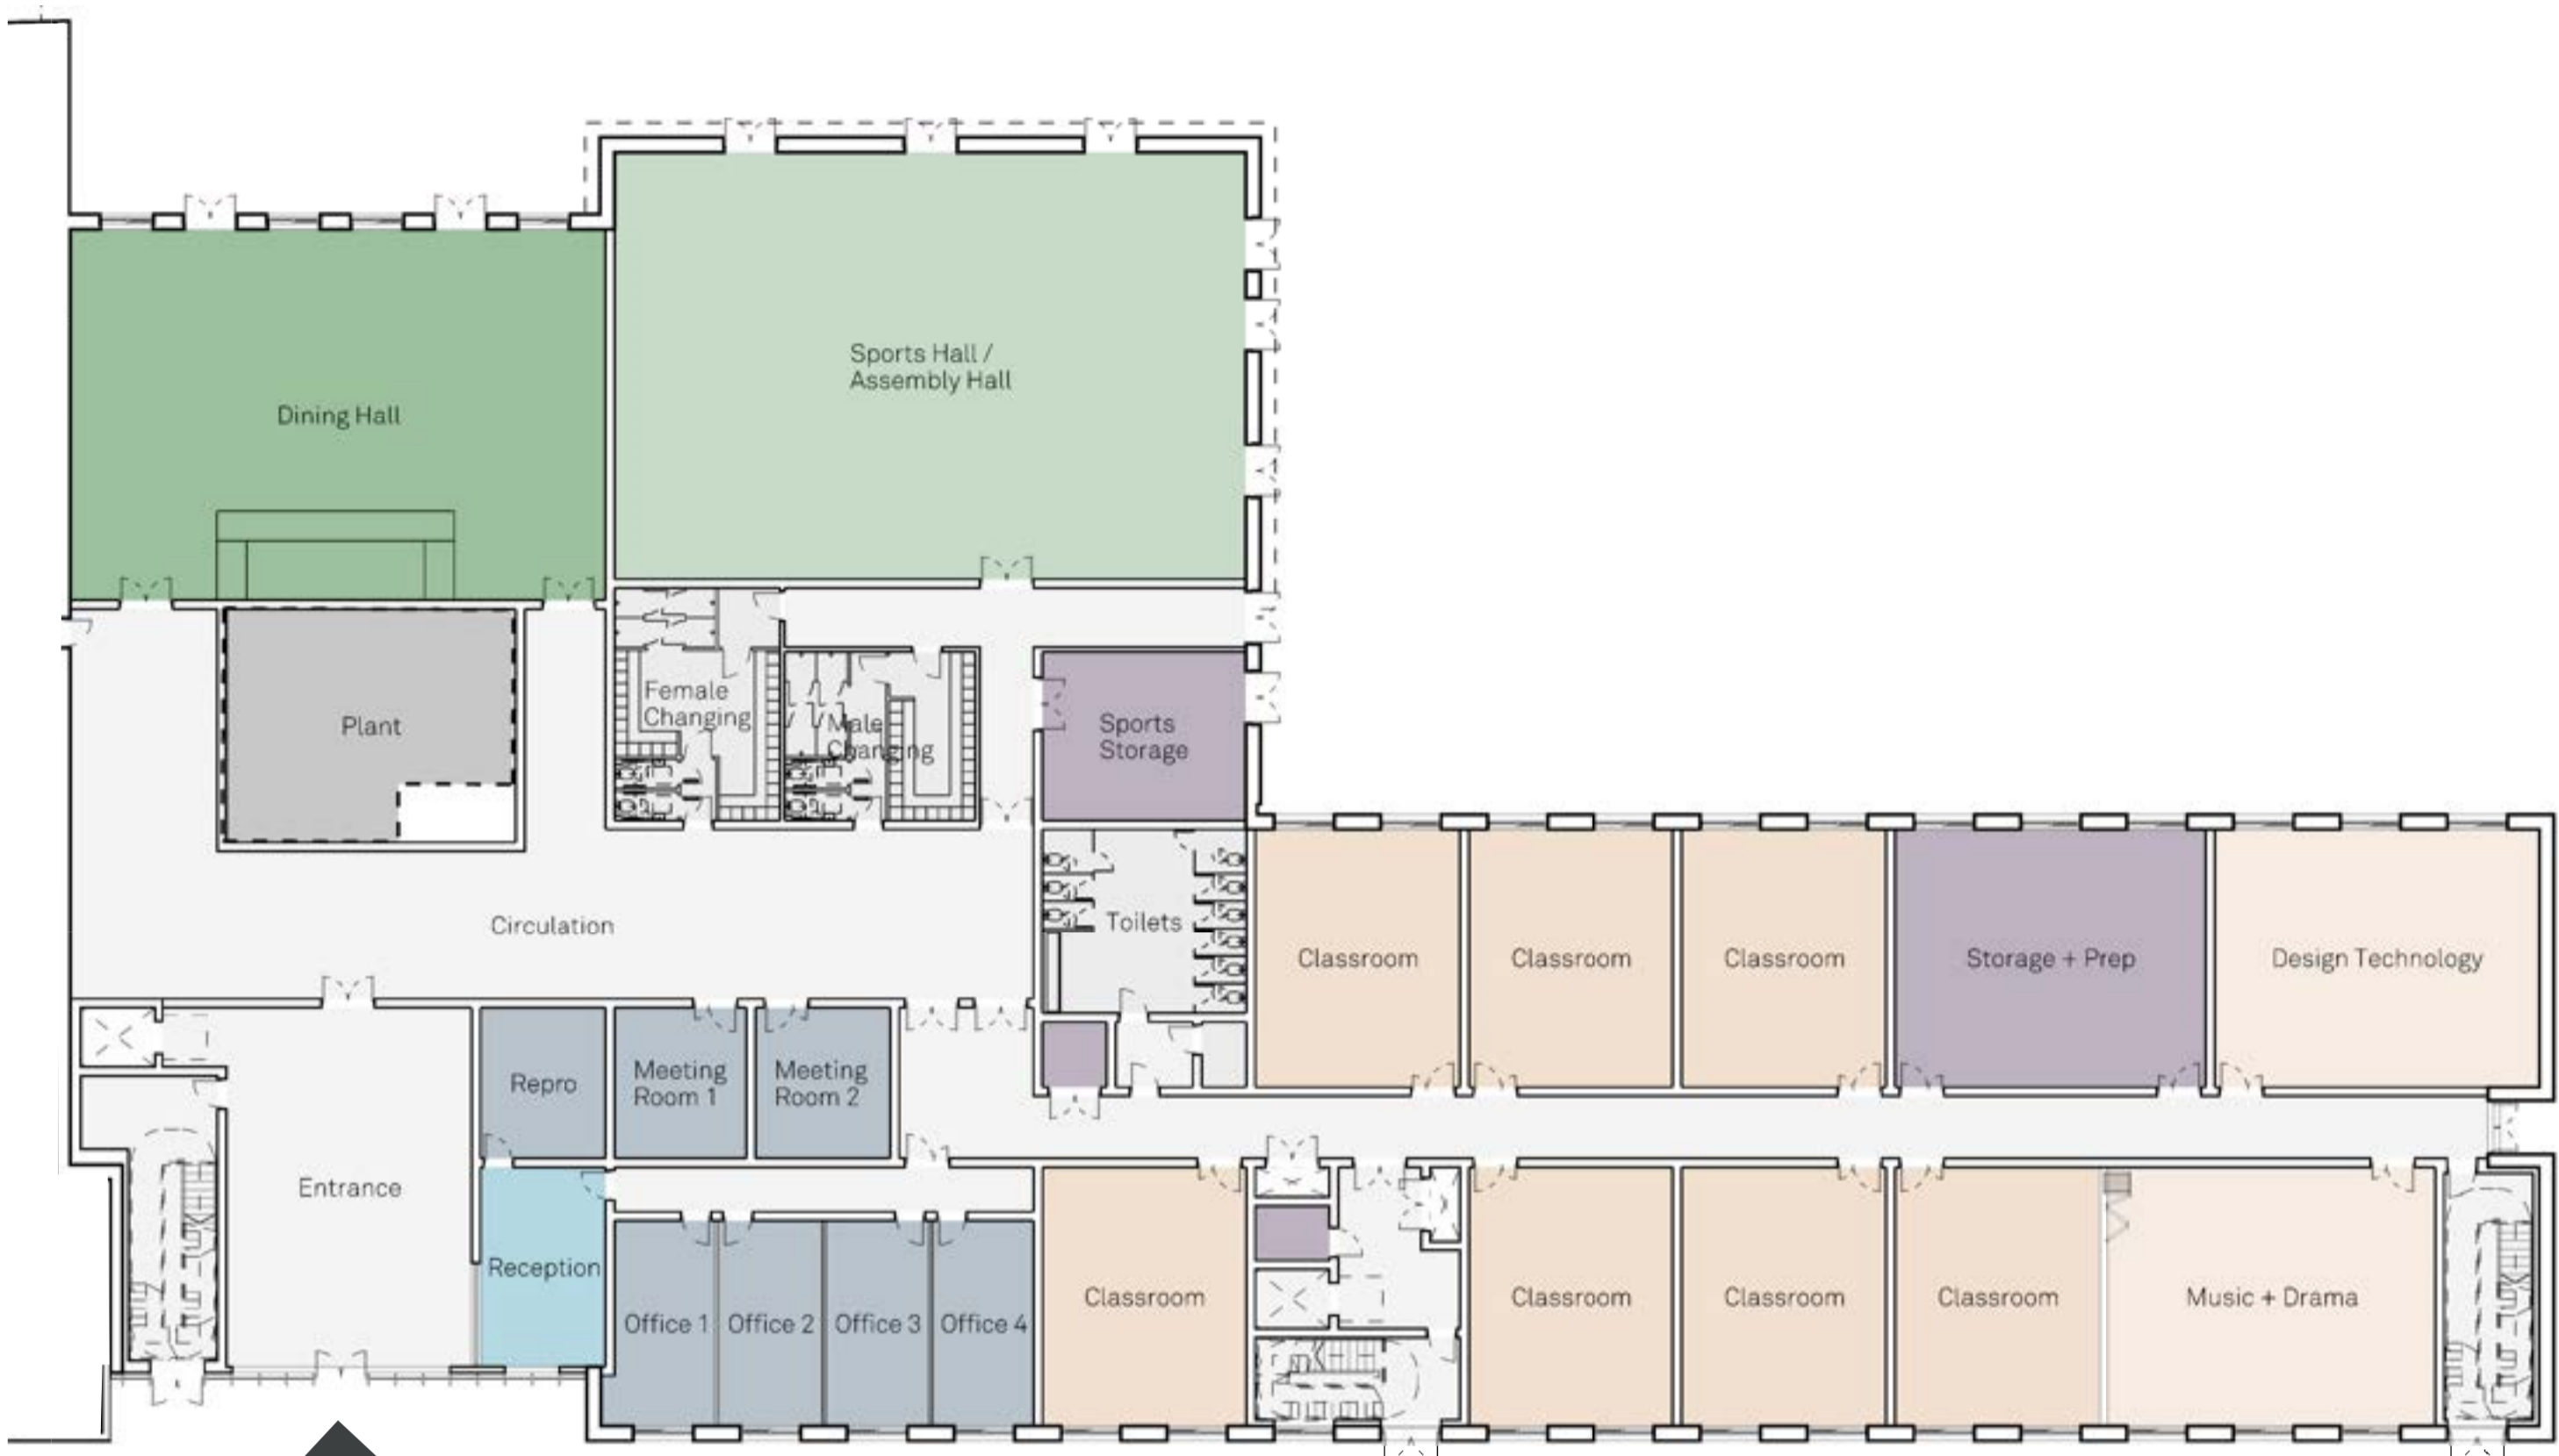 Sports Hall /
Assembly Hall
Dining Hall
Female
Changing
Male
Changing
Plant
Sports
Storage
Circulation
Toilets
Classroom
Classroom
Classroom
Storage + Prep
Design Technology
Repro
Meeting
Room 1
Meeting
Room 2
Entrance
Reception
Office 1
Office 2
Office 3
Office 4
Classroom
Classroom
Classroom
Classroom
Music + Drama